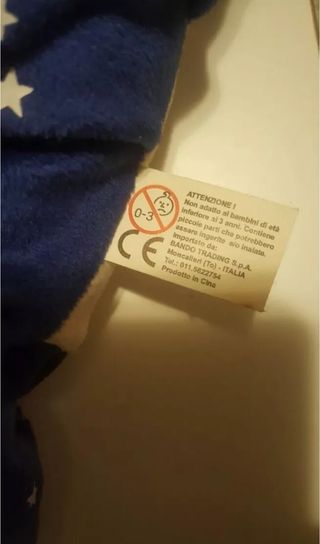 0-3
CE
ATTENZIONE !
Non adatto ai bambini di età
inferiore ai 3 anni. Contiene
piccole parti che potrebbero
essere ingerite e/o inalate.
Importato da:
BANDO TRADING S.p.A.
Moncalieri (To) - ITALIA
Tel.: 011.5622754
Prodotto in Cina